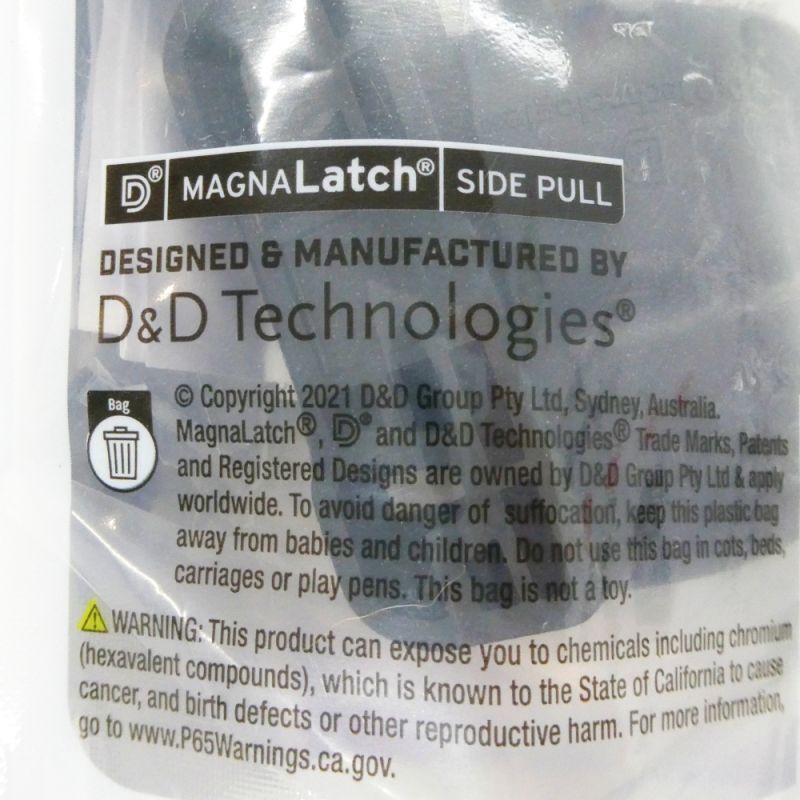 D® MAGNALatch® SIDE PULL
DESIGNED & MANUFACTURED BY
D&D Technologies®
Bag
© Copyright 2021 D&D Group Pty Ltd, Sydney, Australia.
MagnaLatch®, D® and D&D Technologies® Trade Marks, Patents
and Registered Designs are owned by D&D Group Pty Ltd & apply
worldwide. To avoid danger of suffocation, keep this plastic bag
away from babies and children. Do not use this bag in cots, beds,
carriages or play pens. This bag is not a toy.
WARNING: This product can expose you to chemicals including chromium
(hexavalent compounds), which is known to the State of California to cause
cancer, and birth defects or other reproductive harm. For more information,
go to www.P65Warnings.ca.gov.